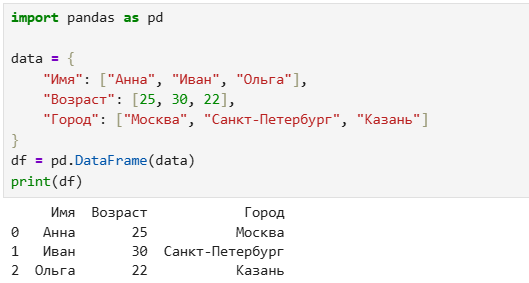 import pandas as pd
data = {
    "Имя": ["Анна", "Иван", "Ольга"],
    "Возраст": [25, 30, 22],
    "Город": ["Москва", "Санкт-Петербург", "Казань"]
}
df = pd.DataFrame(data)
print(df)
     Имя  Возраст            Город
0   Анна       25           Москва
1   Иван       30  Санкт-Петербург
2  Ольга       22           Казань